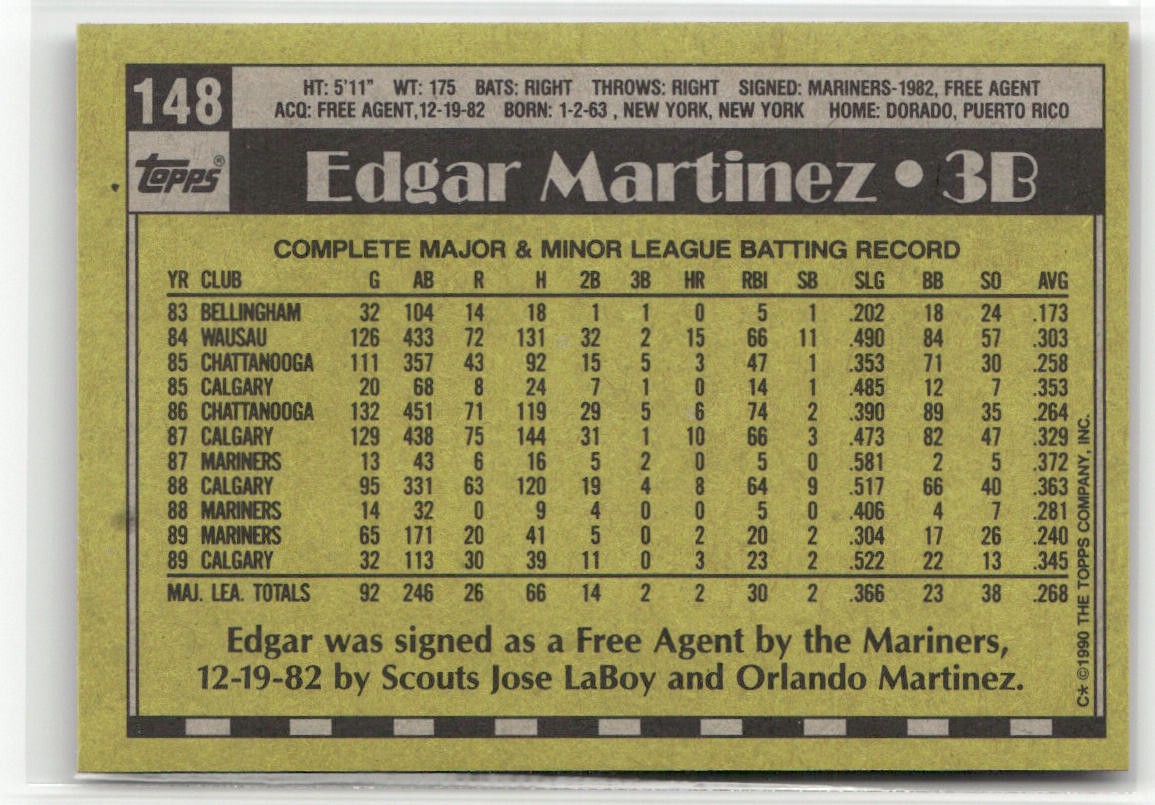 148
HT: 5'11" WT: 175 BATS: RIGHT THROWS: RIGHT SIGNED: MARINERS-1982, FREE AGENT
ACQ: FREE AGENT,12-19-82 BORN: 1-2-63 , NEW YORK, NEW YORK HOME: DORADO, PUERTO RICO
topps®
Edgar Martinez • 3B
COMPLETE MAJOR & MINOR LEAGUE BATTING RECORD
YR CLUB G AB R H 2B 3B HR RBI SB SLG BB SO AVG
83 BELLINGHAM 32 104 14 18 1 1 0 5 1 .202 18 24 .173
84 WAUSAU 126 433 72 131 32 2 15 66 11 .490 84 57 .303
85 CHATTANOOGA 111 357 43 92 15 5 3 47 1 .353 71 30 .258
85 CALGARY 20 68 8 24 7 1 0 14 1 .485 12 7 .353
86 CHATTANOOGA 132 451 71 119 29 5 6 74 2 .390 89 35 .264
87 CALGARY 129 438 75 144 31 1 10 66 3 .473 82 47 .329
87 MARINERS 13 43 6 16 5 2 0 5 0 .581 2 5 .372
88 CALGARY 95 331 63 120 19 4 8 64 9 .517 66 40 .363
88 MARINERS 14 32 0 9 4 0 0 5 0 .406 4 7 .281
89 MARINERS 65 171 20 41 5 0 2 20 2 .304 17 26 .240
89 CALGARY 32 113 30 39 11 0 3 23 2 .522 22 13 .345
MAJ. LEA. TOTALS 92 246 26 66 14 2 2 30 2 .366 23 38 .268
Edgar was signed as a Free Agent by the Mariners,
12-19-82 by Scouts Jose LaBoy and Orlando Martinez.
C* ©1990 THE TOPPS COMPANY, INC.